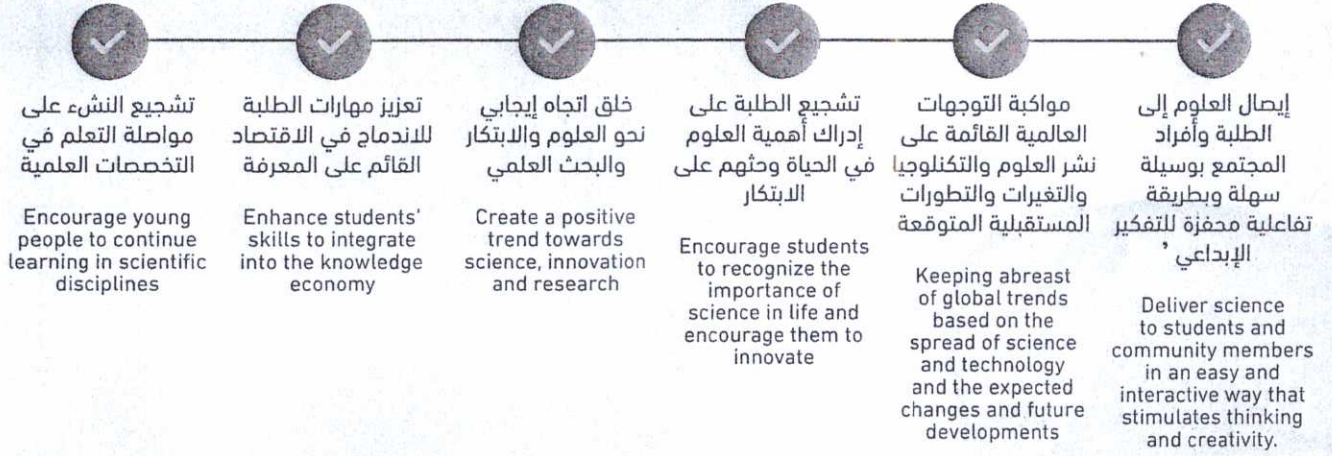 إيصال العلوم إلى
الطلبة وأفراد
المجتمع بوسيلة
سهلة وبطريقة
تفاعلية محفزة للتفكير
الإبداعي
Deliver science
to students and
community members
in an easy and
interactive way that
stimulates thinking
and creativity.
مواكبة التوجهات
العالمية القائمة على
نشر العلوم والتكنلوجيا
والتغيرات والتطورات
المستقبلية المتوقعة
Keeping abreast
of global trends
based on the
spread of science
and technology
and the expected
changes and future
developments
تشجيع الطلبة على
إدراك أهمية العلوم
في الحياة وحثهم على
الابتكار
Encourage students
to recognize the
importance of
science in life and
encourage them to
innovate
خلق اتجاه إيجابي
نحو العلوم والابتكار
والبحث العلمي
Create a positive
trend towards
science, innovation
and research
تعزيز مهارات الطلبة
للاندماج في الاقتصاد
القائم على المعرفة
Enhance students'
skills to integrate
into the knowledge
economy
تشجيع النشء على
مواصلة التعلم في
التخصصات العلمية
Encourage young
people to continue
learning in scientific
disciplines